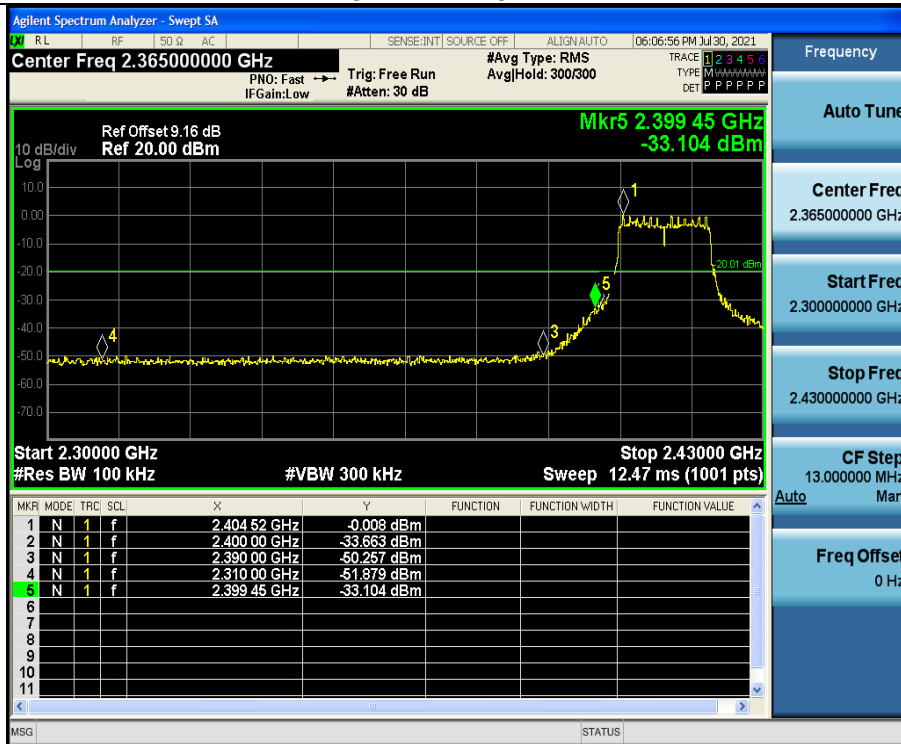 Agilent Spectrum Analyzer - Swept SA
LXI RL RF 50 Ω AC SENSE:INT SOURCE OFF ALIGN AUTO 06:06:56 PM Jul 30, 2021
Center Freq 2.365000000 GHz #Avg Type: RMS TRACE 1 2 3 4 5 6
PNO: Fast Trig: Free Run Avg|Hold: 300/300 TYPE M
IFGain:Low #Atten: 30 dB DET P P P P P P
Mkr5 2.399 45 GHz
-33.104 dBm
Ref Offset 9.16 dB
10 dB/div Ref 20.00 dBm
Log
10.0
0.00
-10.0
-20.0
-30.0
-40.0
-50.0
-60.0
-70.0
1
-20.01 dBm
5
3
4
Start 2.30000 GHz Stop 2.43000 GHz
#Res BW 100 kHz #VBW 300 kHz Sweep 12.47 ms (1001 pts)
MKR MODE TRC SCL X Y FUNCTION FUNCTION WIDTH FUNCTION VALUE
1 N 1 f 2.404 52 GHz -0.008 dBm
2 N 1 f 2.400 00 GHz -33.663 dBm
3 N 1 f 2.390 00 GHz -50.257 dBm
4 N 1 f 2.310 00 GHz -51.879 dBm
5 N 1 f 2.399 45 GHz -33.104 dBm
6
7
8
9
10
11
MSG STATUS
Frequency
Auto Tune
Center Freq
2.365000000 GHz
Start Freq
2.300000000 GHz
Stop Freq
2.430000000 GHz
CF Step
13.000000 MHz
Auto Man
Freq Offset
0 Hz